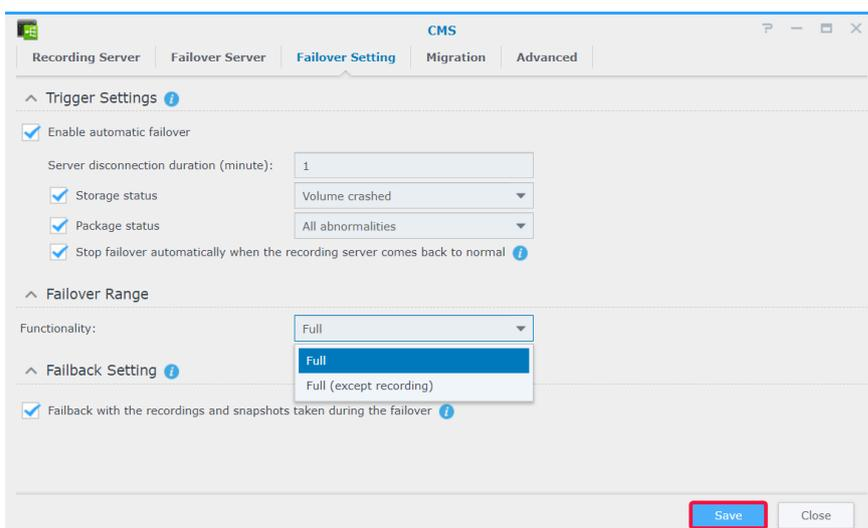 CMS
Recording Server Failover Server Failover Setting Migration Advanced
Trigger Settings
Enable automatic failover
Server disconnection duration (minute): 1
Storage status Volume crashed
Package status All abnormalities
Stop failover automatically when the recording server comes back to normal
Failover Range
Functionality: Full
Full
Full (except recording)
Failback Setting
Failback with the recordings and snapshots taken during the failover
Save Close